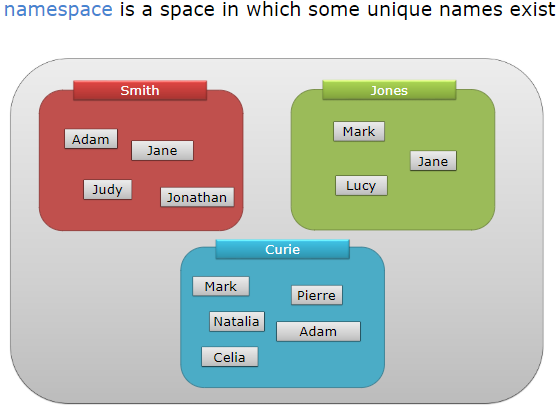 namespace is a space in which some unique names exist
Smith
Adam
Jane
Judy
Jonathan
Jones
Mark
Jane
Lucy
Curie
Mark
Pierre
Natalia
Adam
Celia